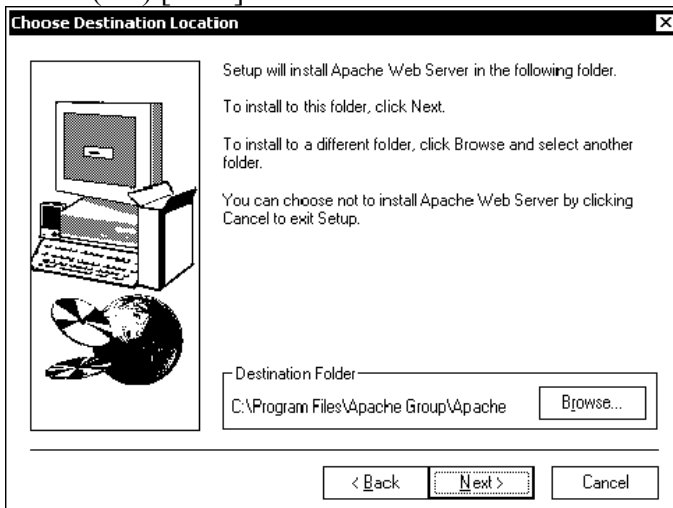 Choose Destination Location
Setup will install Apache Web Server in the following folder.
To install to this folder, click Next.
To install to a different folder, click Browse and select another
folder.
You can choose not to install Apache Web Server by clicking
Cancel to exit Setup.
Destination Folder
C:\Program Files\Apache Group\Apache
Browse...
< Back
Next >
Cancel